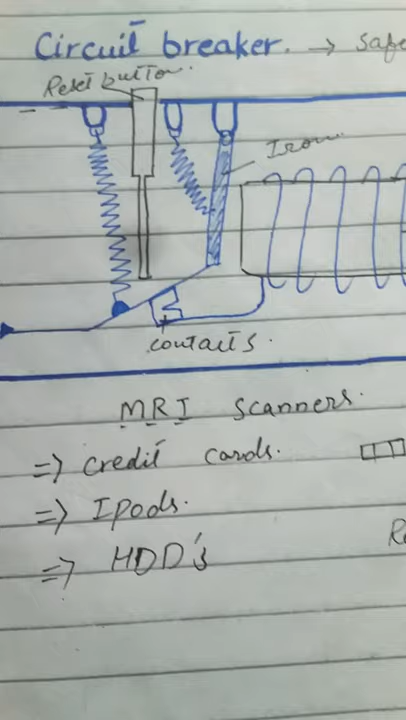 Circuit breaker. → Safe
Reset button.
Iron
contacts.
MRI Scanners.
=> Credit cards.
=> Ipods.
=> HDD's
R